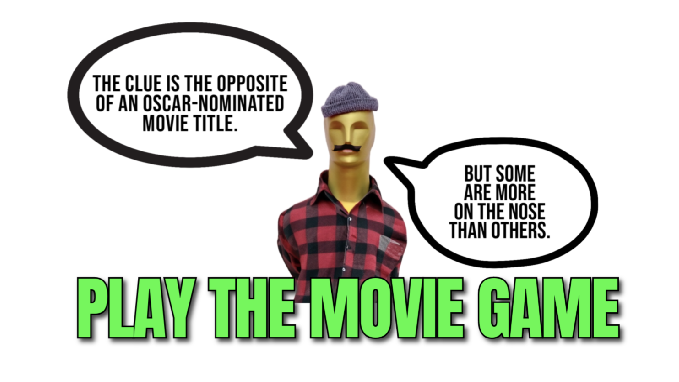 THE CLUE IS THE OPPOSITE
OF AN OSCAR-NOMINATED
MOVIE TITLE.
BUT SOME
ARE MORE
ON THE NOSE
THAN OTHERS.
PLAY THE MOVIE GAME